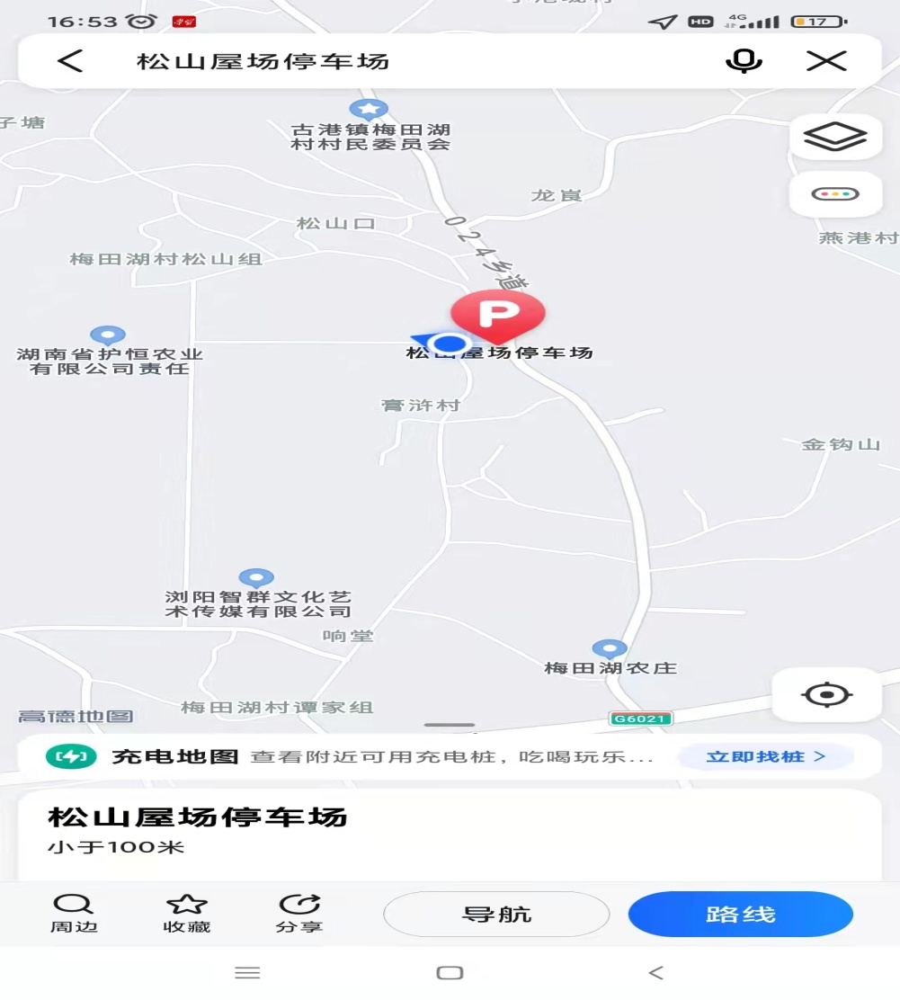 16:53
HD 4G 17
松山屋场停车场
子塘
古港镇梅田湖
村村民委员会
龙崀
松山口
024乡道
燕港村
梅田湖村松山组
P
湖南省护恒农业
有限公司责任
松山屋场停车场
膏浒村
金钩山
浏阳智群文化艺
术传媒有限公司
响堂
梅田湖农庄
梅田湖村谭家组
高德地图
G6021
充电地图 查看附近可用充电桩，吃喝玩乐... 立即找桩 >
松山屋场停车场
小于100米
周边 收藏 分享 导航 路线